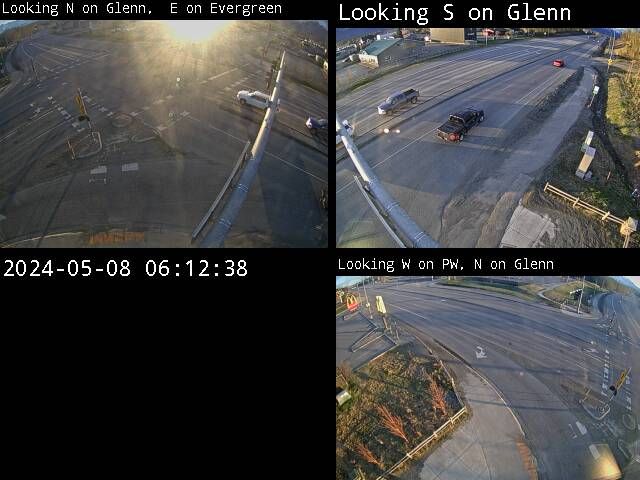 Looking N on Glenn,  E on Evergreen
Looking S on Glenn
2024-05-08 06:12:38
Looking W on PW, N on Glenn